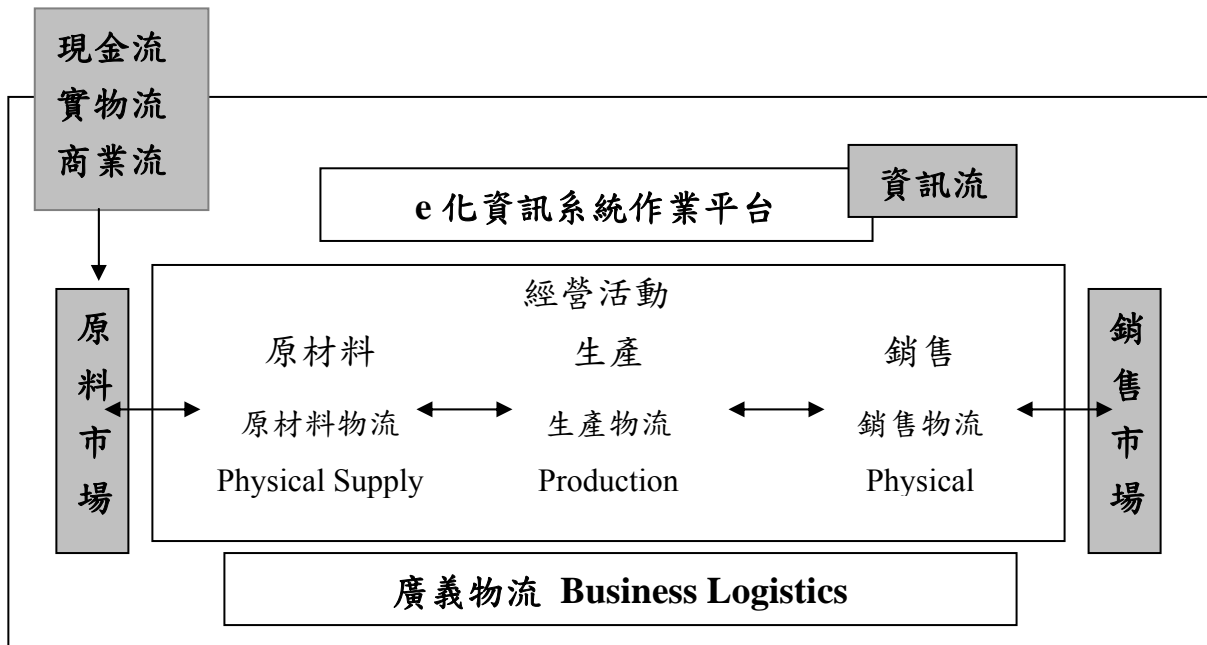 現金流
實物流
商業流
資訊流
e 化資訊系統作業平台
經營活動
原料市場
原材料
生產
銷售
銷售市場
原材料物流
生產物流
銷售物流
Physical Supply
Production
Physical
廣義物流 Business Logistics